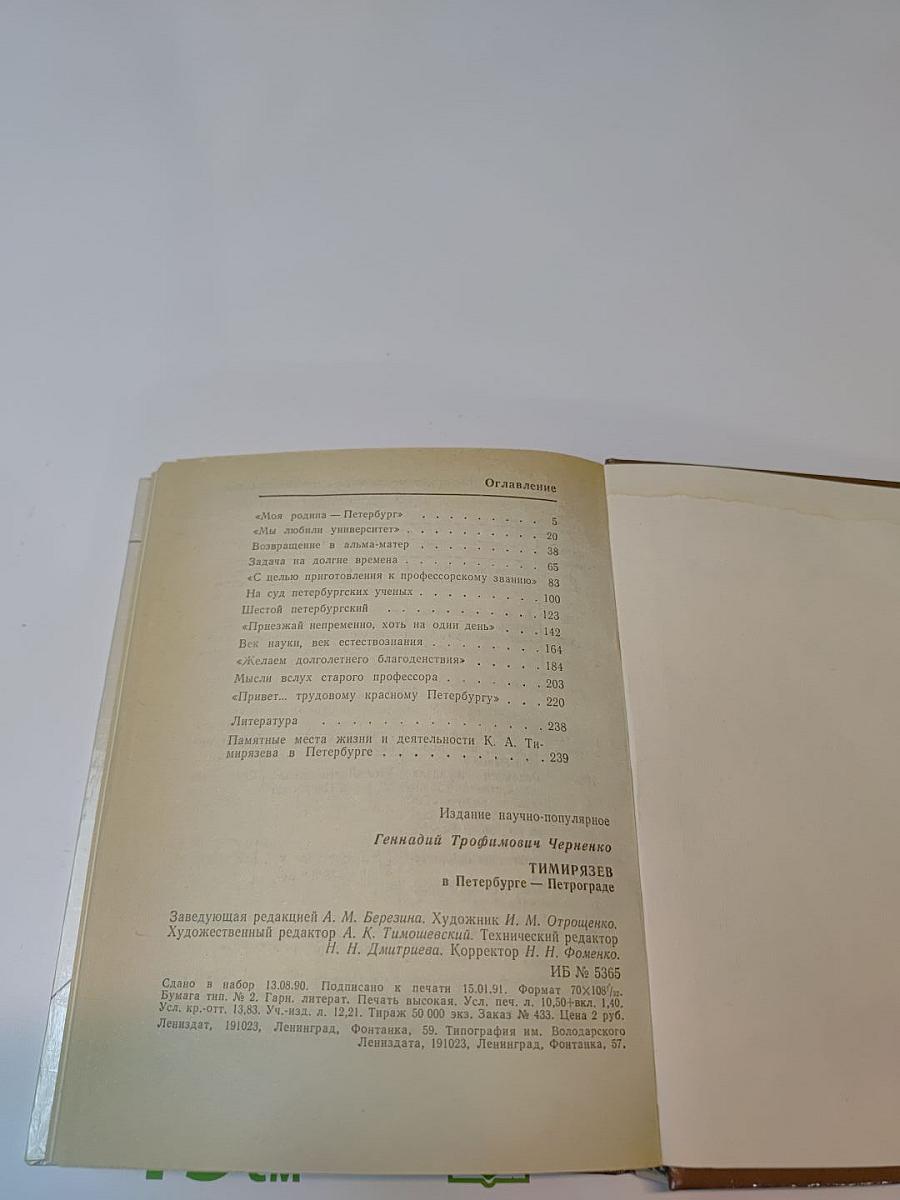 Оглавление
«Моя родина — Петербург» . . . . . . . . . 5
«Мы любили университет» . . . . . . . . . . 20
Возвращение в альма-матер . . . . . . . . . 38
Задача на долгие времена . . . . . . . . . . 65
«С целью приготовления к профессорскому званию» 83
На суд петербургских ученых . . . . . . . . . 100
Шестой петербургский . . . . . . . . . . . 123
«Приезжай непременно, хоть на один день» . . . 142
Век науки, век естествознания . . . . . . . . 164
«Желаем долголетнего благоденствия» . . . . . 184
Мысли вслух старого профессора . . . . . . . 203
«Привет... трудовому красному Петербургу» . . . 220
Литература . . . . . . . . . . . . . . 238
Памятные места жизни и деятельности К. А. Ти-
мирязева в Петербурге . . . . . . . . . . . 239
Издание научно-популярное
Геннадий Трофимович Черненко
ТИМИРЯЗЕВ
в Петербурге — Петрограде
Заведующая редакцией А. М. Березина. Художник И. М. Отрощенко.
Художественный редактор А. К. Тимошевский. Технический редактор
Н. Н. Дмитриева. Корректор Н. Н. Фоменко.
ИБ № 5365
Сдано в набор 13.08.90. Подписано к печати 15.01.91. Формат 70×108¹/₃₂.
Бумага тип. № 2. Гарн. литерат. Печать высокая. Усл. печ. л. 10,50+вкл. 1,40.
Усл. кр.-отт. 13,83. Уч.-изд. л. 12,21. Тираж 50 000 экз. Заказ № 433. Цена 2 руб.
Лениздат, 191023, Ленинград, Фонтанка, 59. Типография им. Володарского
Лениздата, 191023, Ленинград, Фонтанка, 57.
см